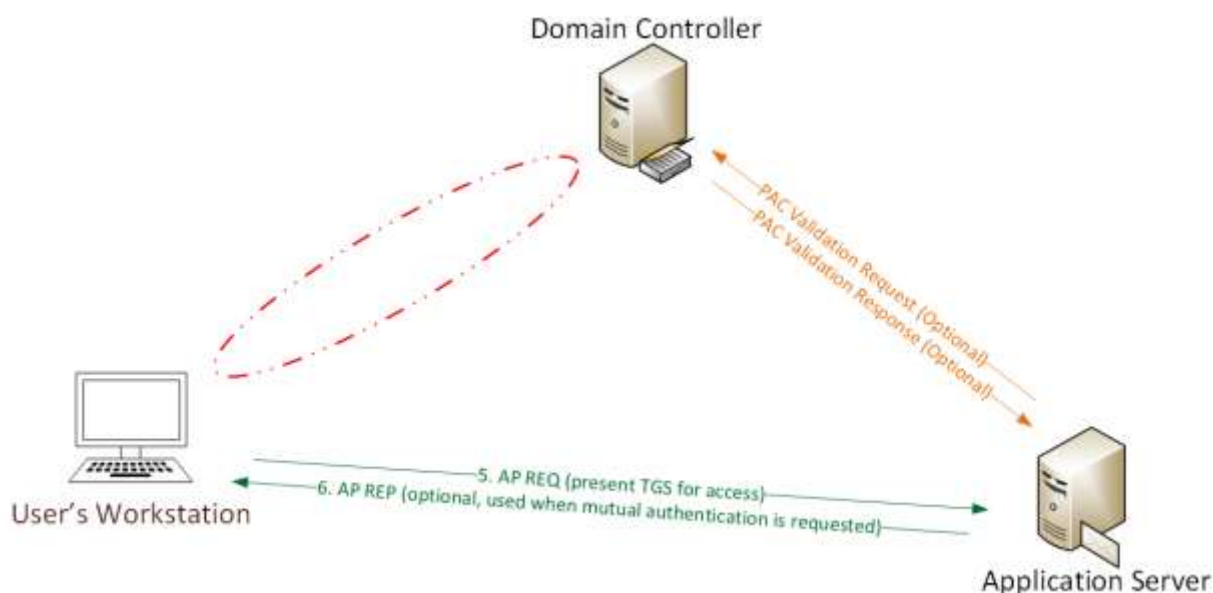 Domain Controller
PAC Validation Request (Optional)
PAC Validation Response (Optional)
5. AP REQ (present TGS for access)
6. AP REP (optional, used when mutual authentication is requested)
User's Workstation
Application Server